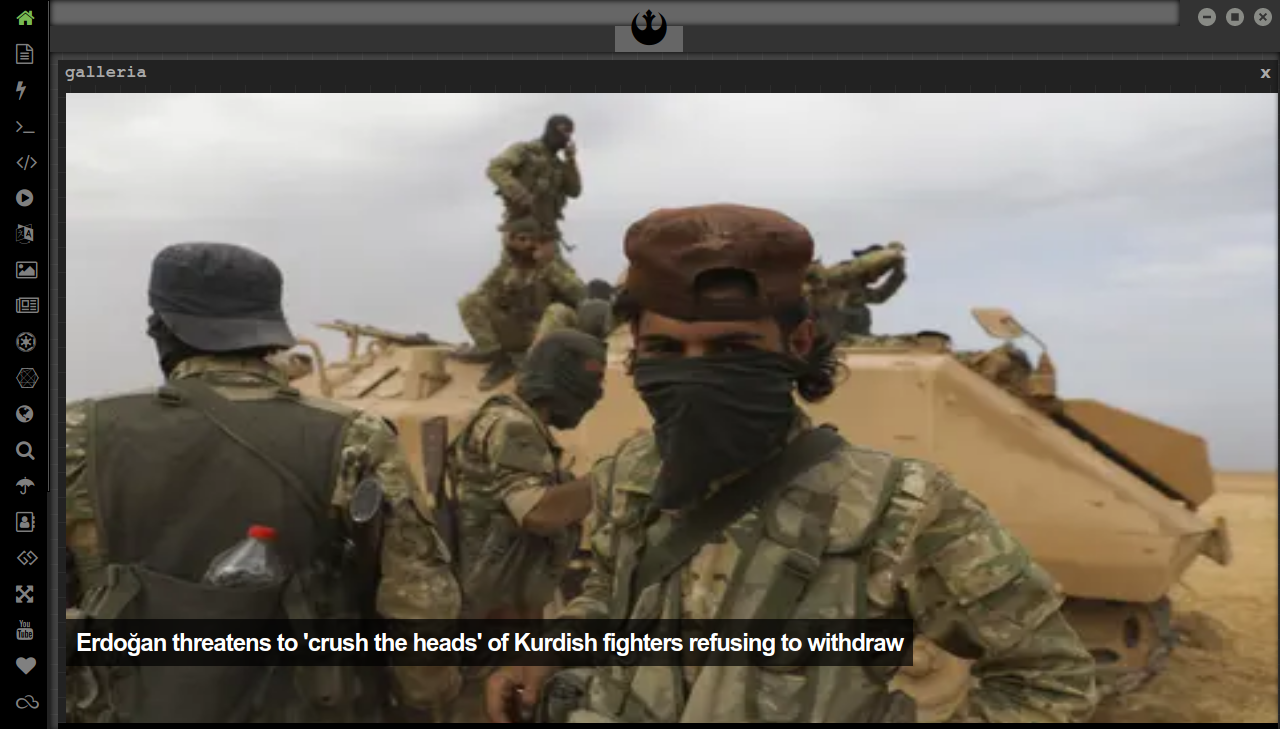 galleria
x
Erdoğan threatens to 'crush the heads' of Kurdish fighters refusing to withdraw
You
Tube